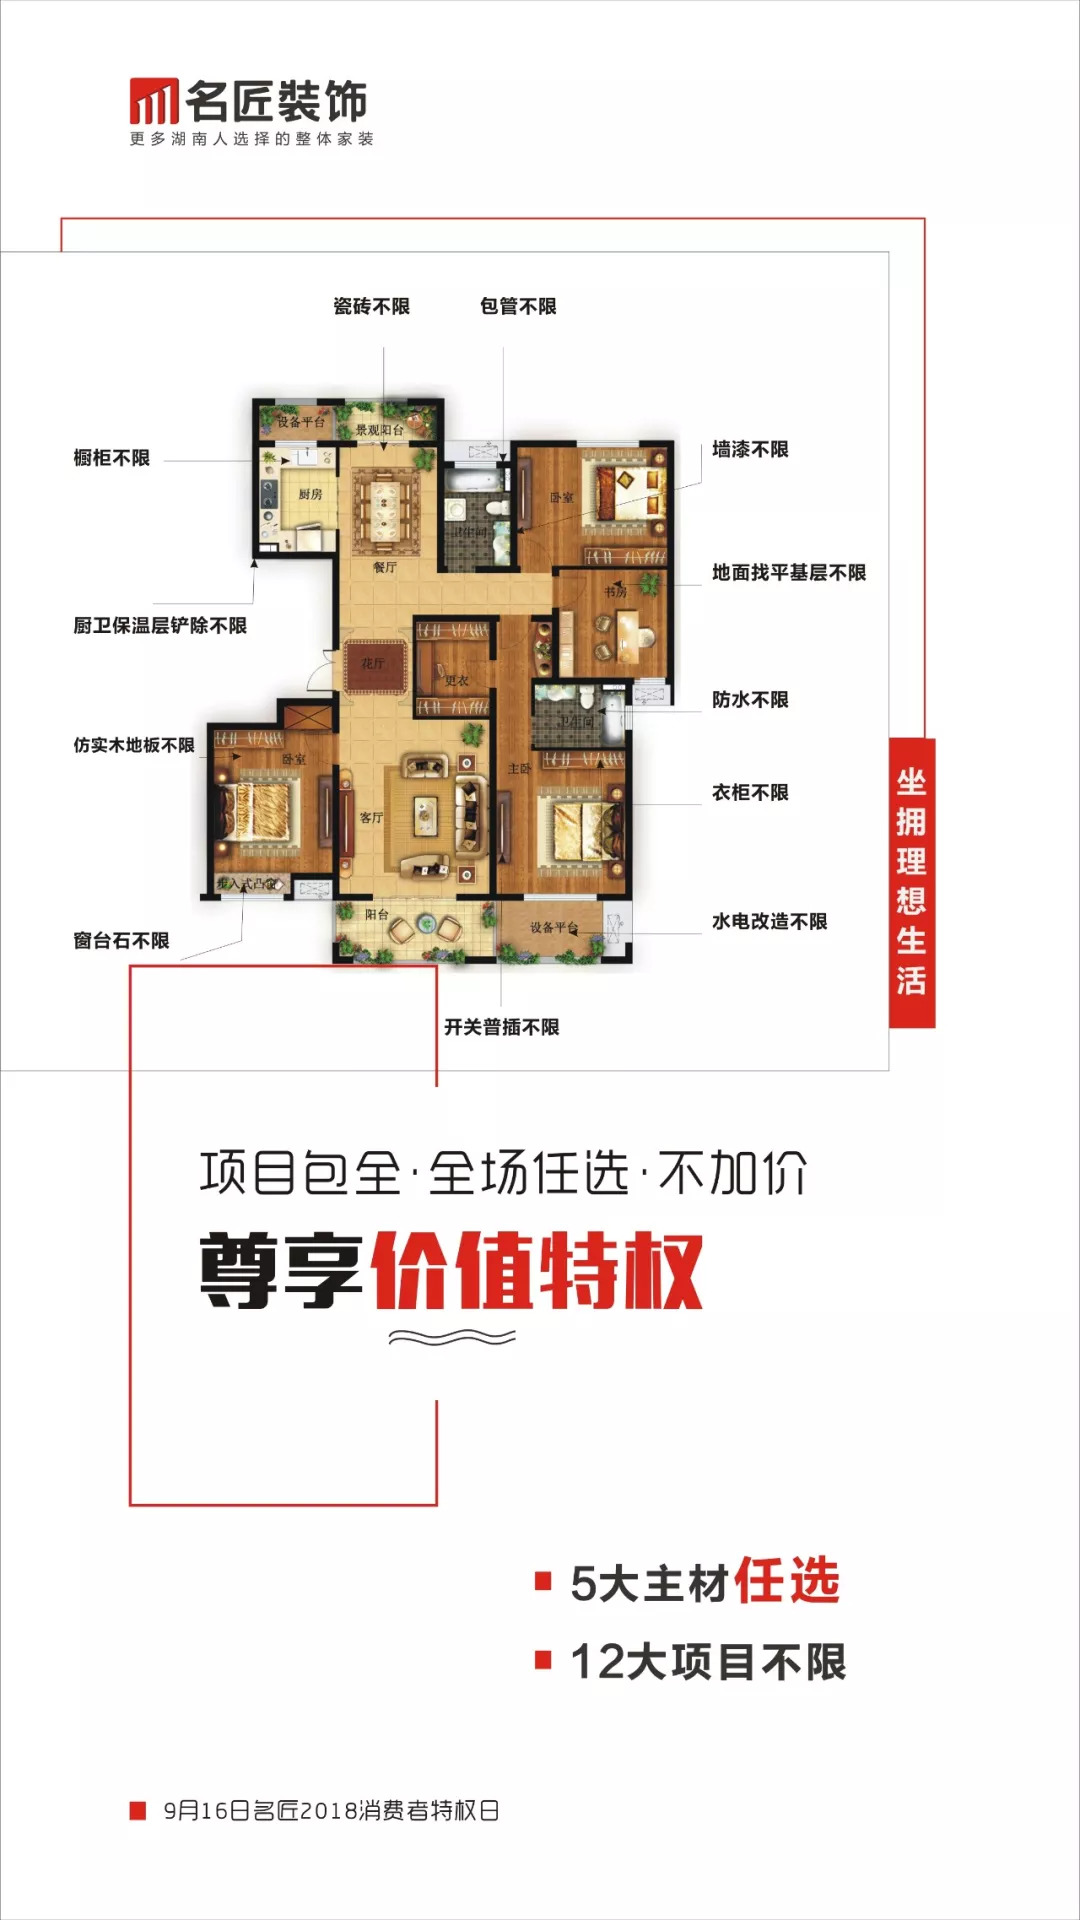 名匠装饰
更多湖南人选择的整体家装
瓷砖不限
包管不限
橱柜不限
墙漆不限
地面找平基层不限
厨卫保温层铲除不限
防水不限
仿实木地板不限
衣柜不限
窗台石不限
水电改造不限
开关普插不限
设备平台
景观阳台
厨房
餐厅
卫生间
卧室
书房
花厅
更衣
卫生间
卧室
客厅
主卧
步入式凸窗
阳台
设备平台
坐拥理想生活
项目包全·全场任选·不加价
尊享价值特权
5大主材任选
12大项目不限
9月16日名匠2018消费者特权日